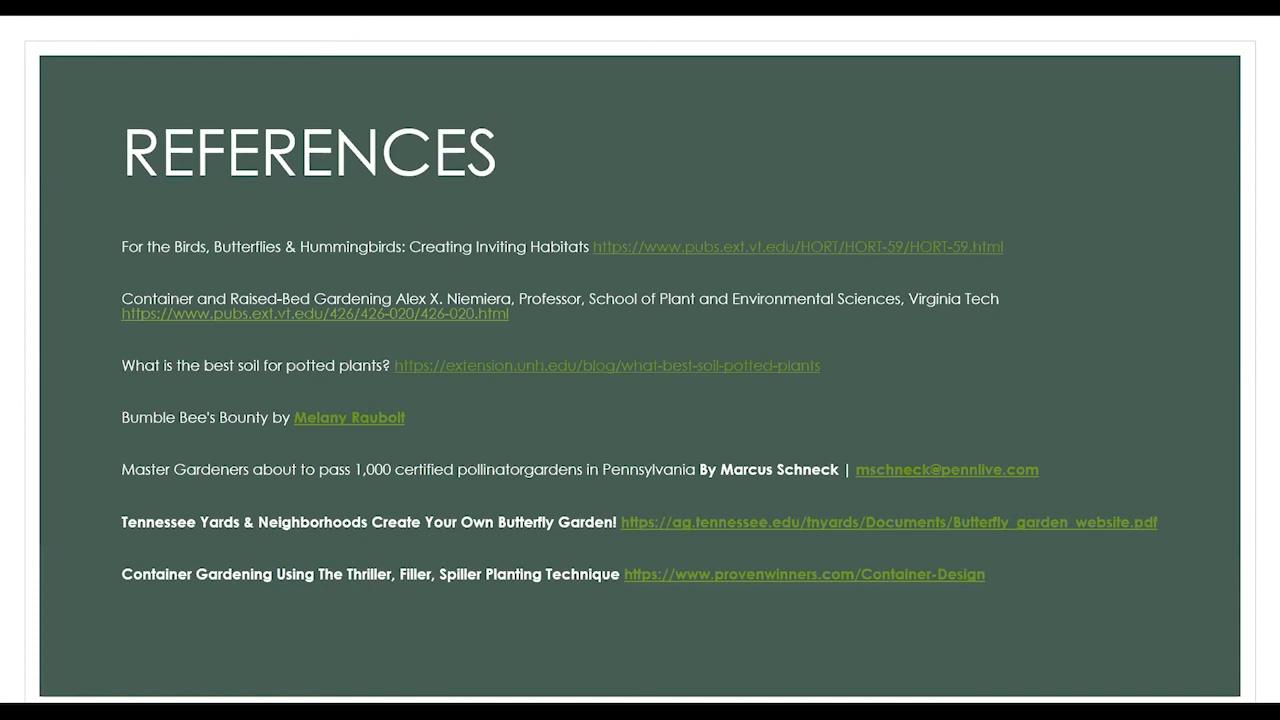 REFERENCES
For the Birds, Butterflies & Hummingbirds: Creating Inviting Habitats https://www.pubs.ext.vt.edu/HORT/HORT-59/HORT-59.html
Container and Raised-Bed Gardening Alex X. Niemiera, Professor, School of Plant and Environmental Sciences, Virginia Tech
https://www.pubs.ext.vt.edu/426/426-020/426-020.html
What is the best soil for potted plants? https://extension.unh.edu/blog/what-best-soil-potted-plants
Bumble Bee's Bounty by Melany Raubolt
Master Gardeners about to pass 1,000 certified pollinatorgardens in Pennsylvania By Marcus Schneck | mschneck@pennlive.com
Tennessee Yards & Neighborhoods Create Your Own Butterfly Garden! https://ag.tennessee.edu/tnyards/Documents/Butterfly_garden_website.pdf
Container Gardening Using The Thriller, Filler, Spiller Planting Technique https://www.provenwinners.com/Container-Design